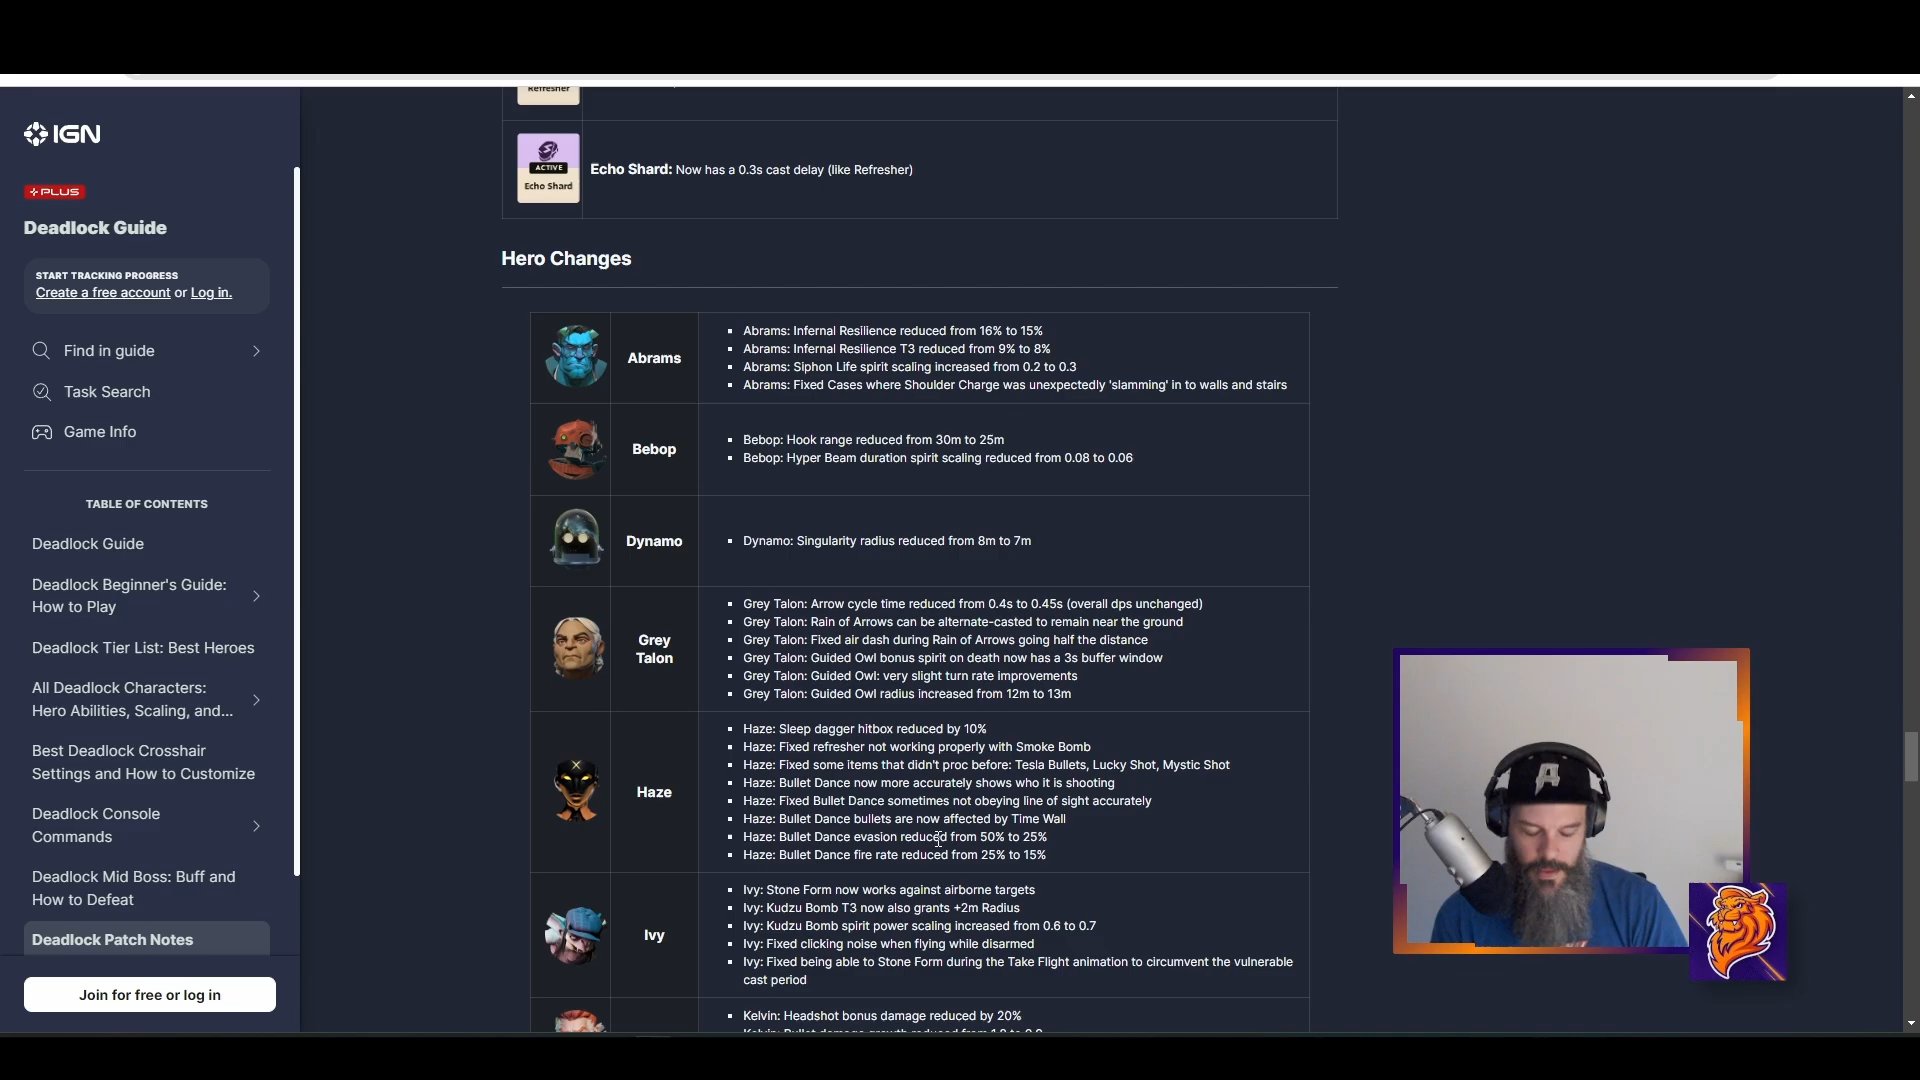 IGN
+PLUS
Deadlock Guide
START TRACKING PROGRESS
Create a free account or Log in.
Find in guide
Task Search
Game Info
TABLE OF CONTENTS
Deadlock Guide
Deadlock Beginner's Guide:
How to Play
Deadlock Tier List: Best Heroes
All Deadlock Characters:
Hero Abilities, Scaling, and...
Best Deadlock Crosshair
Settings and How to Customize
Deadlock Console
Commands
Deadlock Mid Boss: Buff and
How to Defeat
Deadlock Patch Notes
Join for free or log in
Refresher
ACTIVE
Echo Shard
Echo Shard: Now has a 0.3s cast delay (like Refresher)
Hero Changes
Abrams
▪ Abrams: Infernal Resilience reduced from 16% to 15%
▪ Abrams: Infernal Resilience T3 reduced from 9% to 8%
▪ Abrams: Siphon Life spirit scaling increased from 0.2 to 0.3
▪ Abrams: Fixed Cases where Shoulder Charge was unexpectedly 'slamming' in to walls and stairs
Bebop
▪ Bebop: Hook range reduced from 30m to 25m
▪ Bebop: Hyper Beam duration spirit scaling reduced from 0.08 to 0.06
Dynamo
▪ Dynamo: Singularity radius reduced from 8m to 7m
Grey
Talon
▪ Grey Talon: Arrow cycle time reduced from 0.4s to 0.45s (overall dps unchanged)
▪ Grey Talon: Rain of Arrows can be alternate-casted to remain near the ground
▪ Grey Talon: Fixed air dash during Rain of Arrows going half the distance
▪ Grey Talon: Guided Owl bonus spirit on death now has a 3s buffer window
▪ Grey Talon: Guided Owl: very slight turn rate improvements
▪ Grey Talon: Guided Owl radius increased from 12m to 13m
Haze
▪ Haze: Sleep dagger hitbox reduced by 10%
▪ Haze: Fixed refresher not working properly with Smoke Bomb
▪ Haze: Fixed some items that didn't proc before: Tesla Bullets, Lucky Shot, Mystic Shot
▪ Haze: Bullet Dance now more accurately shows who it is shooting
▪ Haze: Fixed Bullet Dance sometimes not obeying line of sight accurately
▪ Haze: Bullet Dance bullets are now affected by Time Wall
▪ Haze: Bullet Dance evasion reduced from 50% to 25%
▪ Haze: Bullet Dance fire rate reduced from 25% to 15%
Ivy
▪ Ivy: Stone Form now works against airborne targets
▪ Ivy: Kudzu Bomb T3 now also grants +2m Radius
▪ Ivy: Kudzu Bomb spirit power scaling increased from 0.6 to 0.7
▪ Ivy: Fixed clicking noise when flying while disarmed
▪ Ivy: Fixed being able to Stone Form during the Take Flight animation to circumvent the vulnerable
cast period
▪ Kelvin: Headshot bonus damage reduced by 20%